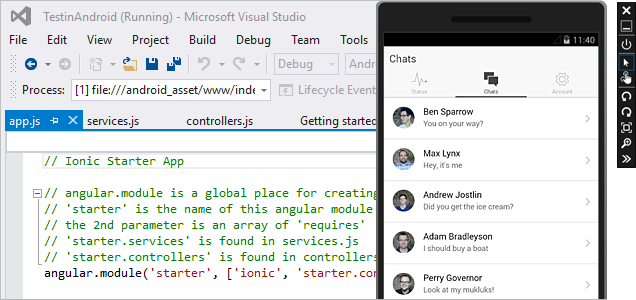 TestinAndroid (Running) - Microsoft Visual Studio
File Edit View Project Build Debug Team Tools
Debug
Process: [1] file:///android_asset/www/inde
Lifecycle Event
app.js services.js controllers.js Getting started
// Ionic Starter App
// angular.module is a global place for creating
// 'starter' is the name of this angular module
// the 2nd parameter is an array of 'requires'
// 'starter.services' is found in services.js
// 'starter.controllers' is found in controllers
angular.module('starter', ['ionic', 'starter.con
11:40
Chats
Status Chats Account
Ben Sparrow
You on your way?
Max Lynx
Hey, it's me
Andrew Jostlin
Did you get the ice cream?
Adam Bradleyson
I should buy a boat
Perry Governor
Look at my mukluks!